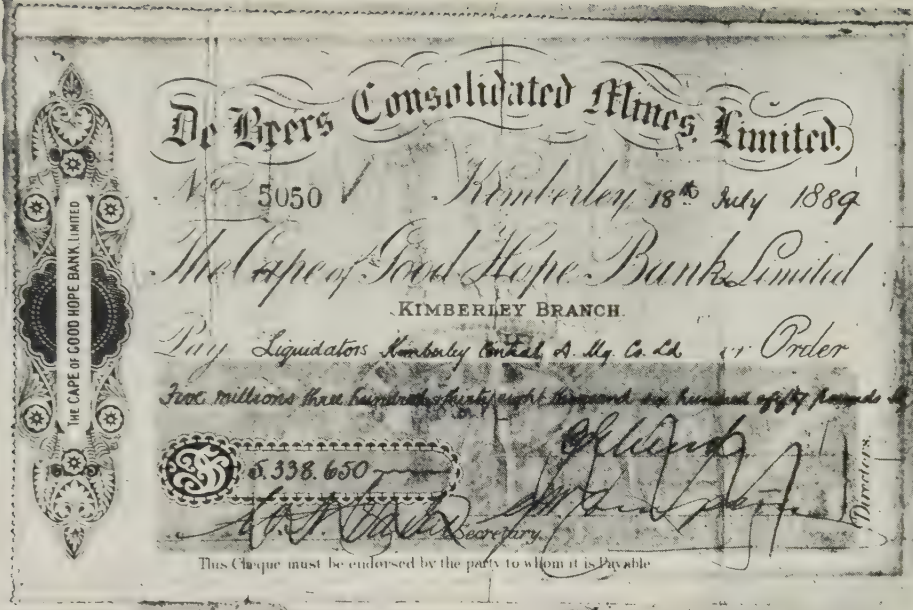 De Beers Consolidated Mines, Limited.
No 5050 Kimberley 18th July 1889
The Cape of Good Hope Bank Limited
KIMBERLEY BRANCH.
Pay Liquidators Kimberley Central D. Mg. Co. Ld or Order
Five millions three hundred & thirty eight thousand six hundred & fifty pounds
£ 5.338.650
Directors.
Secretary.
This Cheque must be endorsed by the party to whom it is Payable
THE CAPE OF GOOD HOPE BANK, LIMITED